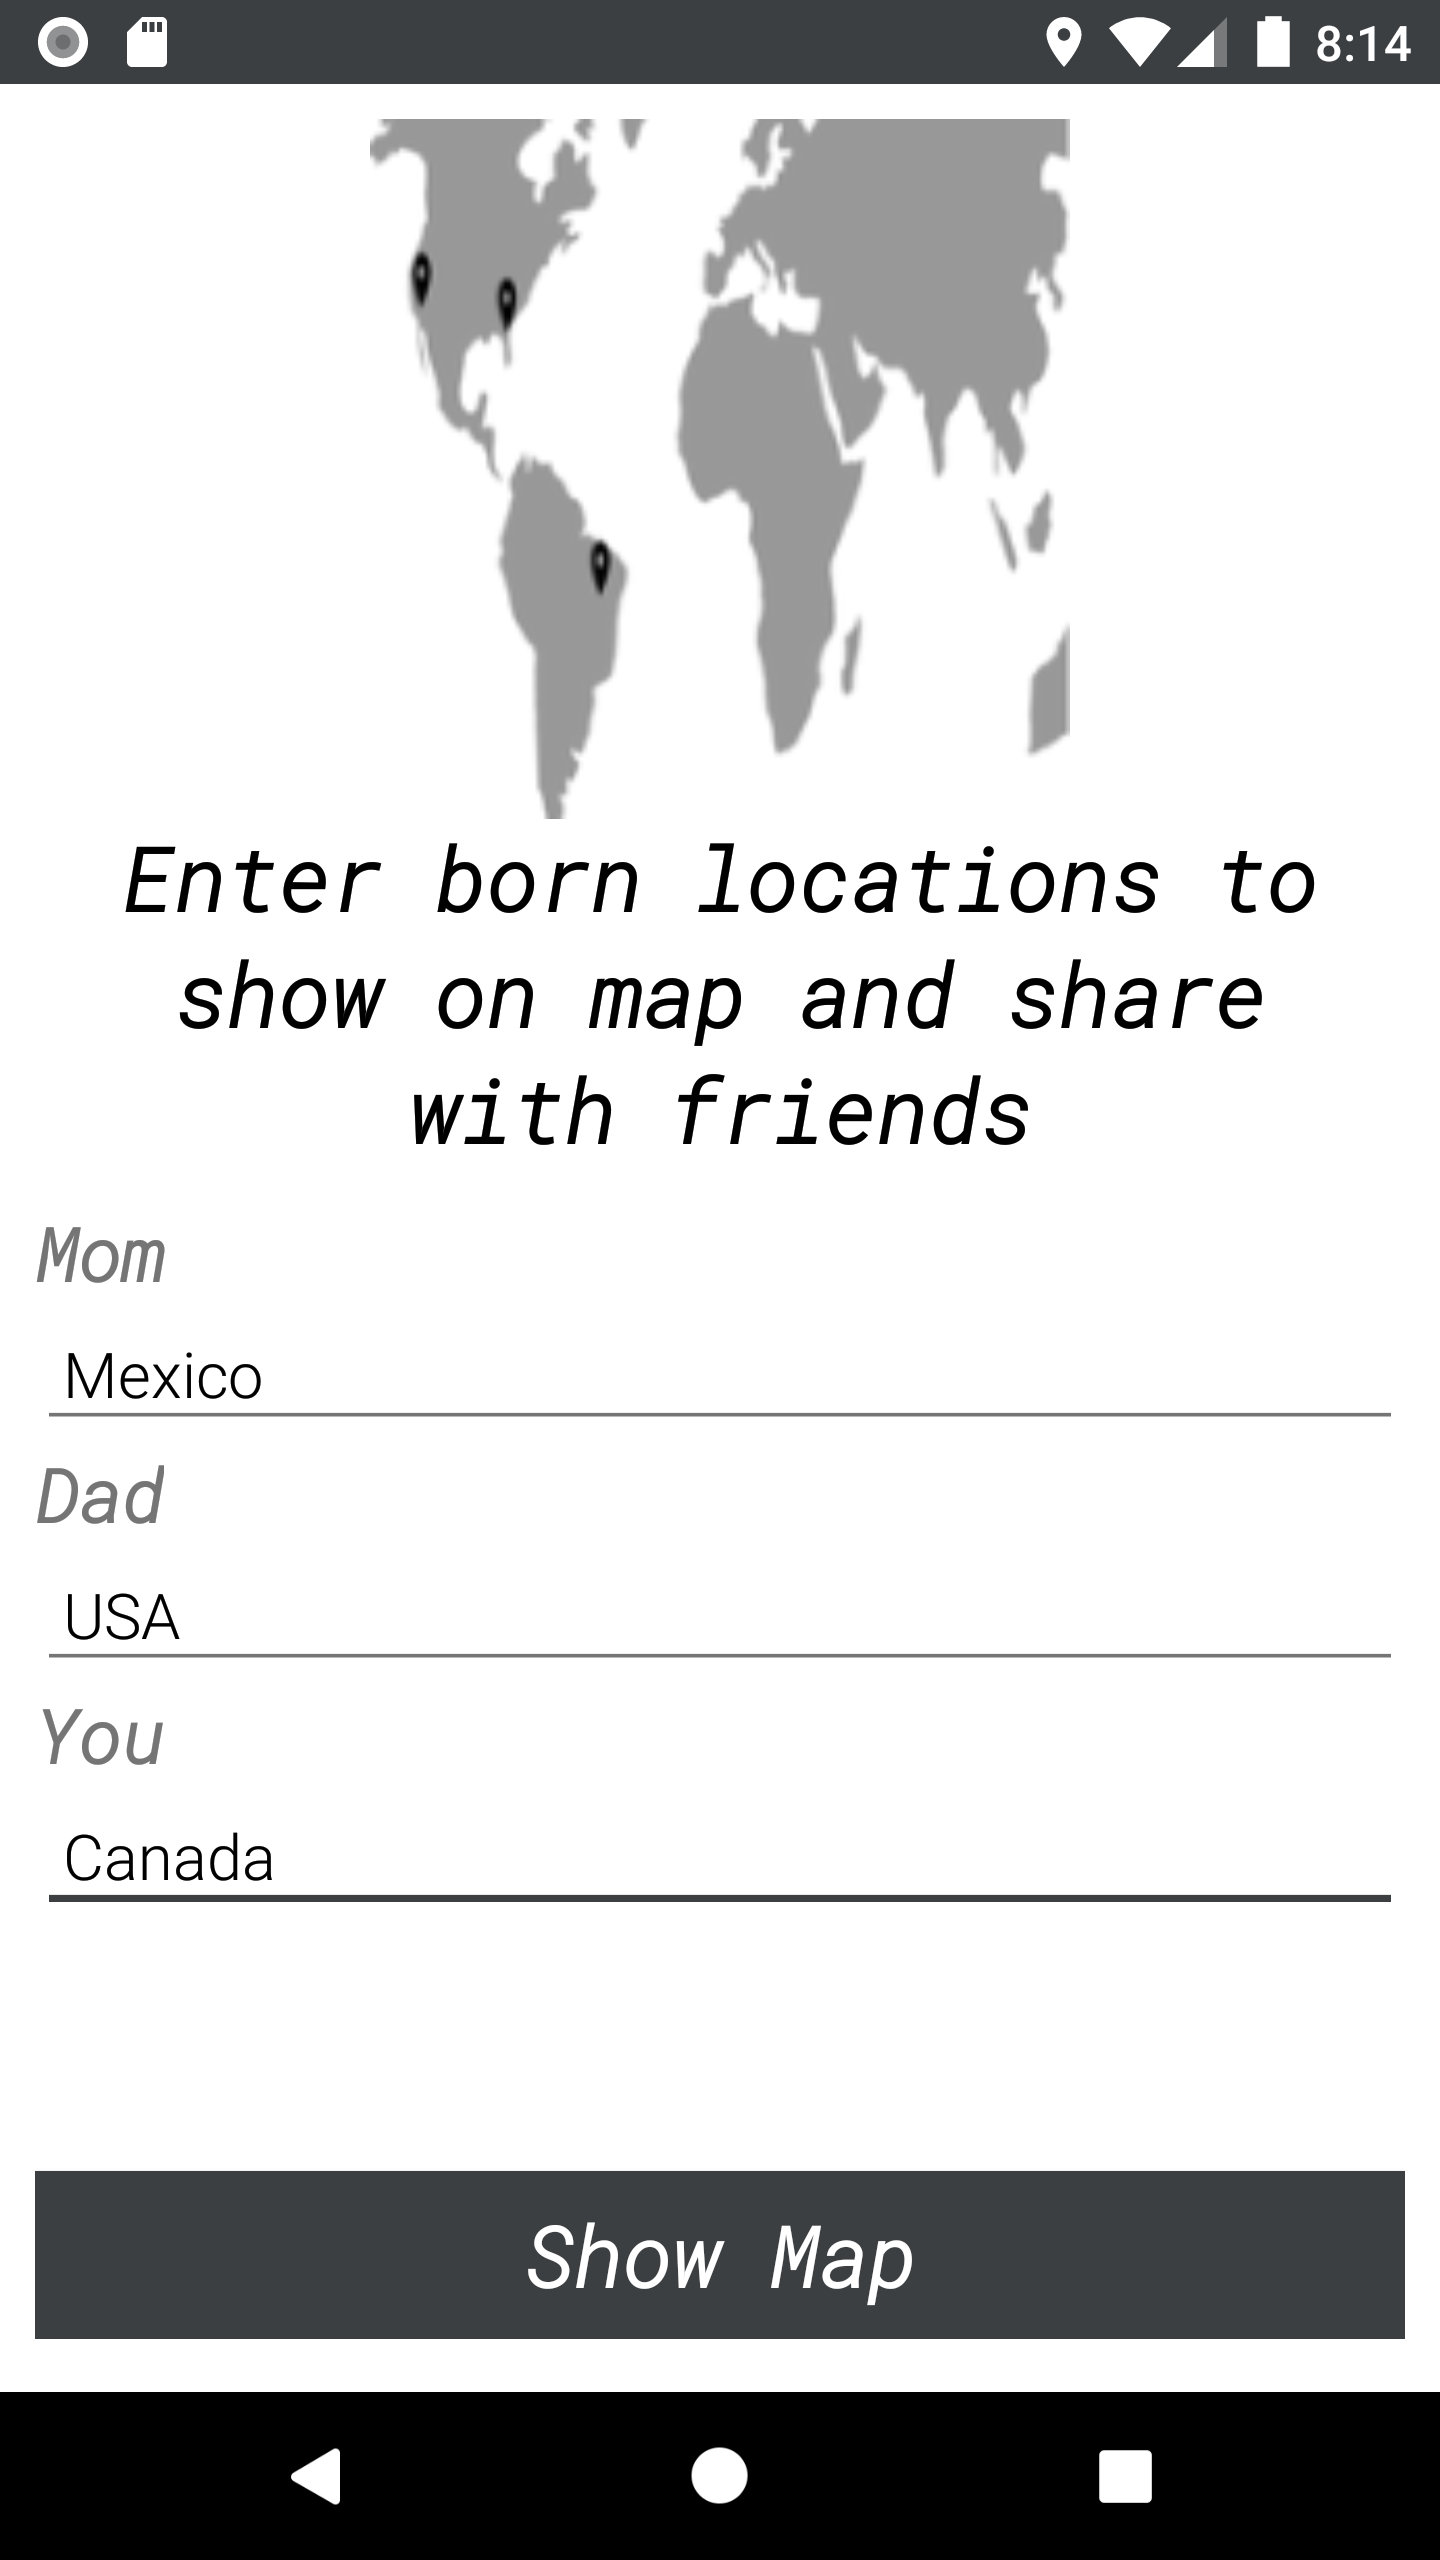 8:14
Enter born locations to
show on map and share
with friends
Mom
Mexico
Dad
USA
You
Canada
Show Map